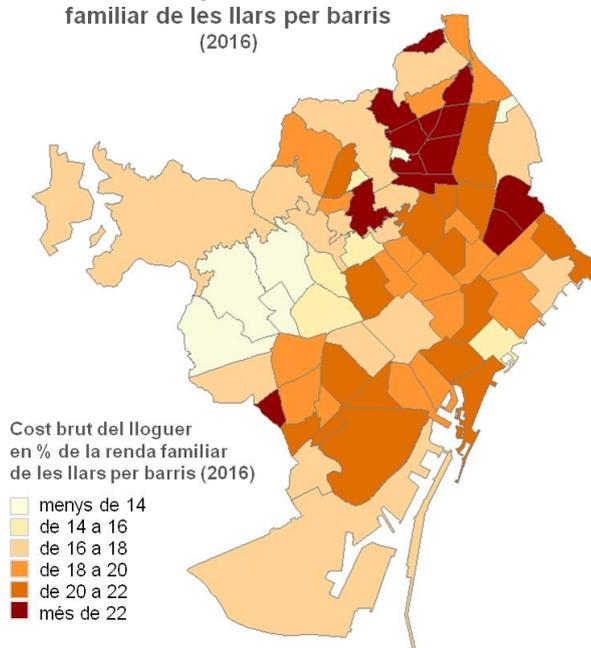 familiar de les llars per barris
(2016)
Cost brut del lloguer
en % de la renda familiar
de les llars per barris (2016)
menys de 14
de 14 a 16
de 16 a 18
de 18 a 20
de 20 a 22
més de 22